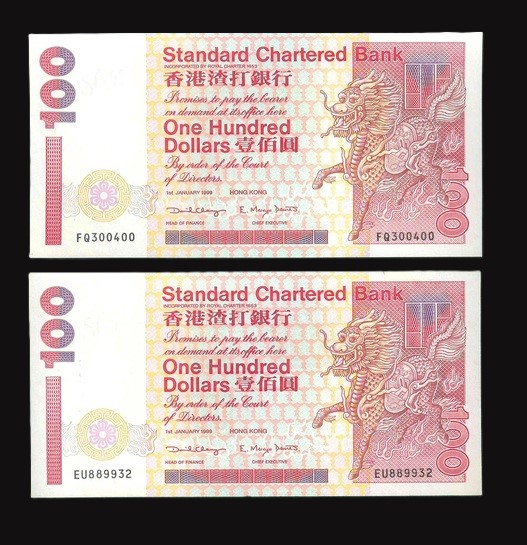 100
Standard Chartered Bank
INCORPORATED BY ROYAL CHARTER 1853
香港渣打銀行
Promises to pay the bearer
on demand at its office here
One Hundred
Dollars 壹佰圓
By order of the Court
of Directors.
1st JANUARY 1999 HONG KONG
HEAD OF FINANCE CHIEF EXECUTIVE
FQ300400 FQ300400
100
100
Standard Chartered Bank
INCORPORATED BY ROYAL CHARTER 1853
香港渣打銀行
Promises to pay the bearer
on demand at its office here
One Hundred
Dollars 壹佰圓
By order of the Court
of Directors.
1st JANUARY 1999 HONG KONG
HEAD OF FINANCE CHIEF EXECUTIVE
EU889932 EU889932
100